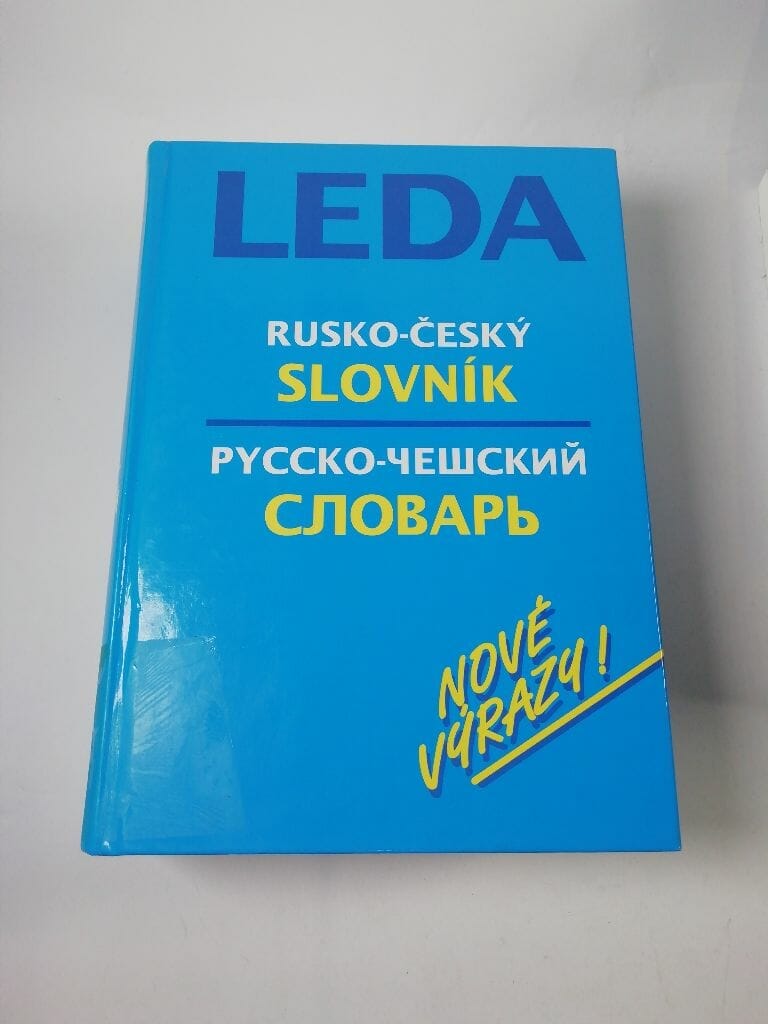 LEDA
RUSKO-ČESKÝ
SLOVNÍK
РУССКО-ЧЕШСКИЙ
СЛОВАРЬ
NOVÉ
VÝRAZY!